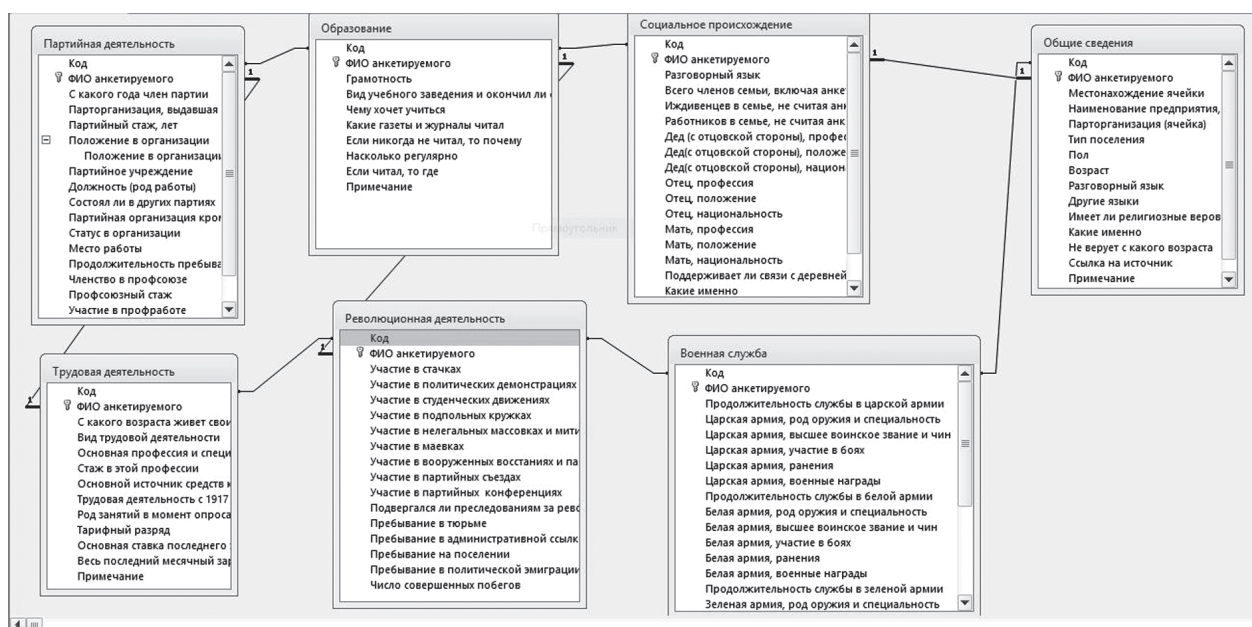 Партийная деятельность
Код
ФИО анкетируемого
С какого года член партии
Парторганизация, выдавшая
Партийный стаж, лет
Положение в организации
Положение в организации
Партийное учреждение
Должность (род работы)
Состоял ли в других партиях
Партийная организация кро
Статус в организации
Место работы
Продолжительность пребыва
Членство в профсоюзе
Профсоюзный стаж
Участие в профработе
1
Образование
Код
ФИО анкетируемого
Грамотность
Вид учебного заведения и окончил ли
Чему хочет учиться
Какие газеты и журналы читал
Если никогда не читал, то почему
Насколько регулярно
Если читал, то где
Примечание
1
Прямоугольник
Социальное происхождение
Код
ФИО анкетируемого
Разговорный язык
Всего членов семьи, включая анке
Иждивенцев в семье, не считая ан
Работников в семье, не считая анк
Дед (с отцовской стороны), профес
Дед(с отцовской стороны), положе
Дед(с отцовской стороны), национ
Отец, профессия
Отец, положение
Отец, национальность
Мать, профессия
Мать, положение
Мать, национальность
Поддерживает ли связи с деревней
Какие именно
1
1
Общие сведения
Код
ФИО анкетируемого
Местонахождение ячейки
Наименование предприятия,
Парторганизация (ячейка)
Тип поселения
Пол
Возраст
Разговорный язык
Другие языки
Имеет ли религиозные веров
Какие именно
Не верует с какого возраста
Ссылка на источник
Примечание
1
Трудовая деятельность
Код
ФИО анкетируемого
С какого возраста живет свои
Вид трудовой деятельности
Основная профессия и специ
Стаж в этой профессии
Основной источник средств
Трудовая деятельность с 1917
Род занятий в момент опроса
Тарифный разряд
Основная ставка последнего
Весь последний месячный зар
Примечание
1
Революционная деятельность
Код
ФИО анкетируемого
Участие в стачках
Участие в политических демонстрациях
Участие в студенческих движениях
Участие в подпольных кружках
Участие в нелегальных массовках и мити
Участие в маевках
Участие в вооруженных восстаниях и па
Участие в партийных съездах
Участие в партийных конференциях
Подвергался ли преследованиям за рево
Пребывание в тюрьме
Пребывание в административной ссылк
Пребывание на поселении
Пребывание в политической эмиграции
Число совершенных побегов
Военная служба
Код
ФИО анкетируемого
Продолжительность службы в царской армии
Царская армия, род оружия и специальность
Царская армия, высшее воинское звание и чин
Царская армия, участие в боях
Царская армия, ранения
Царская армия, военные награды
Продолжительность службы в белой армии
Белая армия, род оружия и специальность
Белая армия, высшее воинское звание и чин
Белая армия, участие в боях
Белая армия, ранения
Белая армия, военные награды
Продолжительность службы в зеленой армии
Зеленая армия, род оружия и специальность